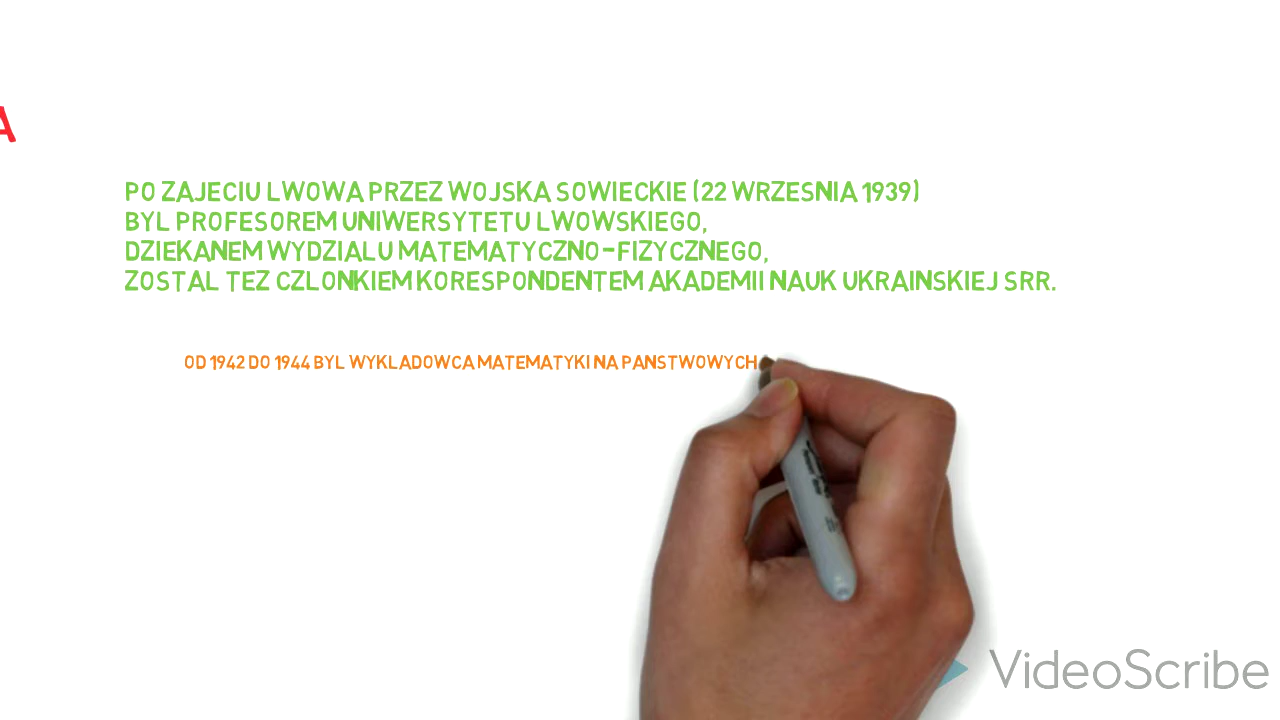 A
PO ZAJECIU LWOWA PRZEZ WOJSKA SOWIECKIE (22 WRZESNIA 1939)
BYL PROFESOREM UNIWERSYTETU LWOWSKIEGO,
DZIEKANEM WYDZIALU MATEMATYCZNO-FIZYCZNEGO,
ZOSTAL TEZ CZLONKIEM KORESPONDENTEM AKADEMII NAUK UKRAINSKIEJ SRR.
OD 1942 DO 1944 BYL WYKLADOWCA MATEMATYKI NA PANSTWOWYCH
VideoScribe